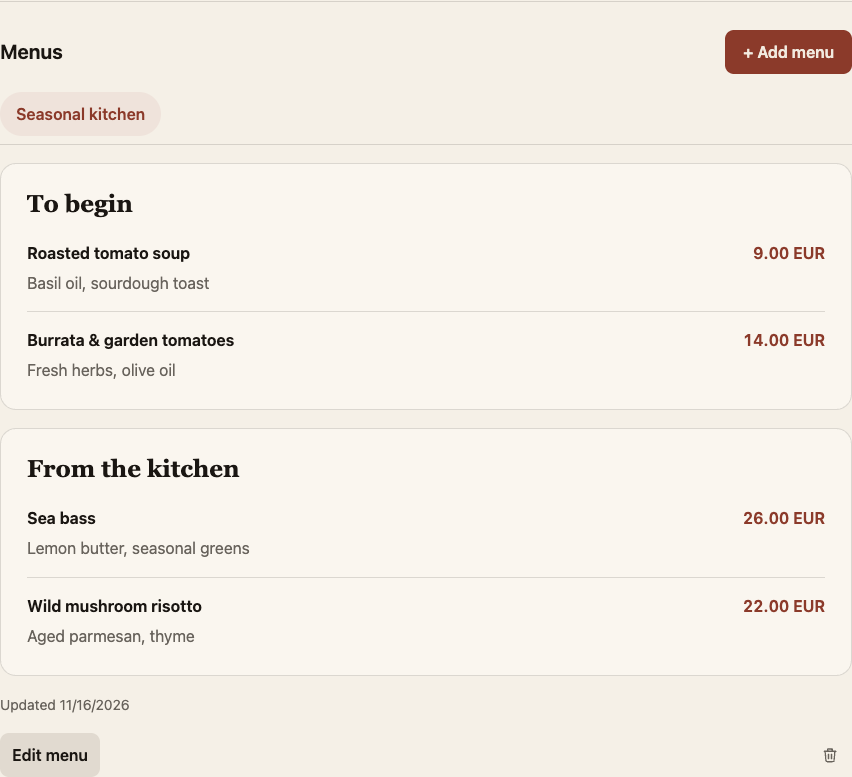 Menus
+ Add menu
Seasonal kitchen
To begin
Roasted tomato soup 9.00 EUR
Basil oil, sourdough toast
Burrata & garden tomatoes 14.00 EUR
Fresh herbs, olive oil
From the kitchen
Sea bass 26.00 EUR
Lemon butter, seasonal greens
Wild mushroom risotto 22.00 EUR
Aged parmesan, thyme
Updated 11/16/2026
Edit menu